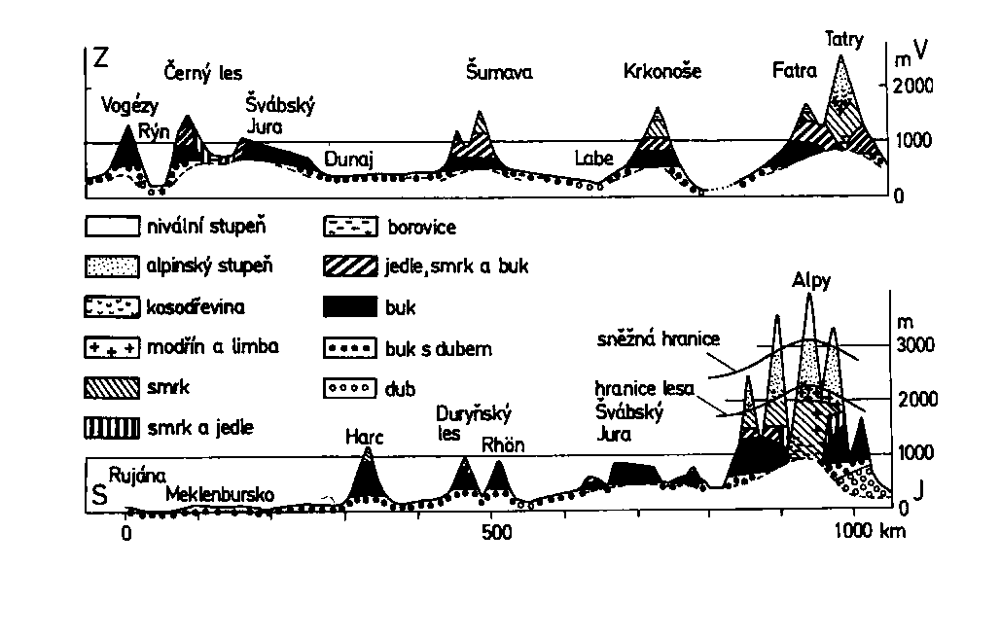 Z
Vogézy
Rýn
Černý les
Švábský
Jura
Dunaj
Šumava
Labe
Krkonoše
Fatra
Tatry
V
m
2000
1000
0
nivální stupeň
alpinský stupeň
kosodřevina
modřín a limba
smrk
smrk a jedle
borovice
jedle, smrk a buk
buk
buk s dubem
dub
S
Rujána
Meklenbursko
Harc
Duryňský
les
Rhön
Švábský
Jura
sněžná hranice
hranice lesa
Alpy
m
3000
2000
1000
0
J
0
500
1000 km